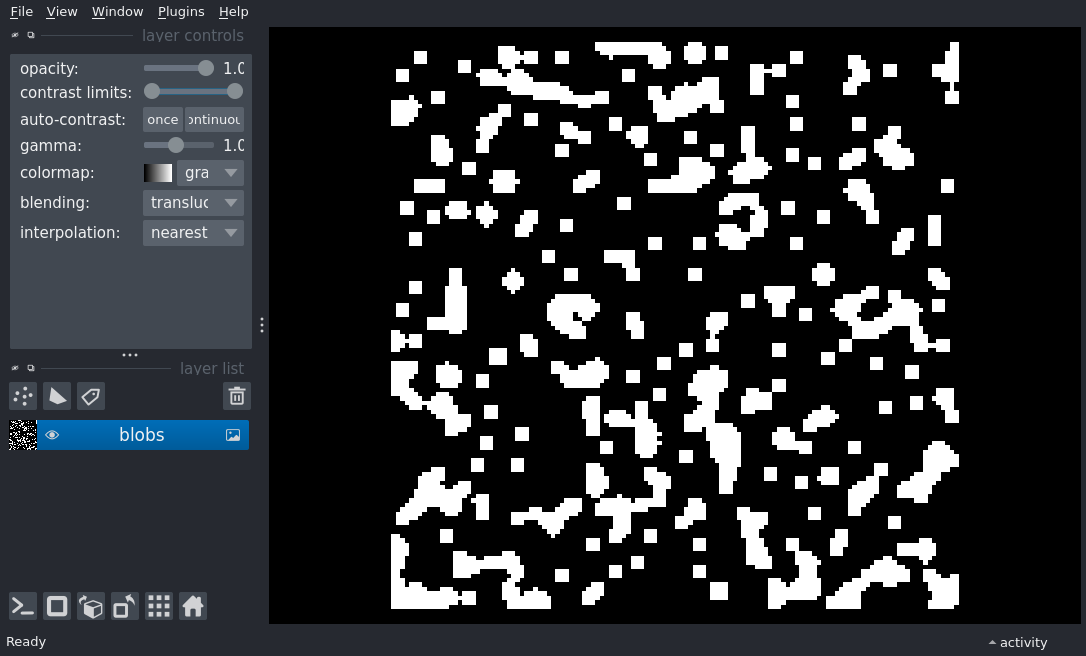 File View Window Plugins Help
layer controls
opacity: 1.0
contrast limits:
auto-contrast: once ontinuou
gamma: 1.0
colormap: gra
blending: transluc
interpolation: nearest
layer list
blobs
Ready
activity